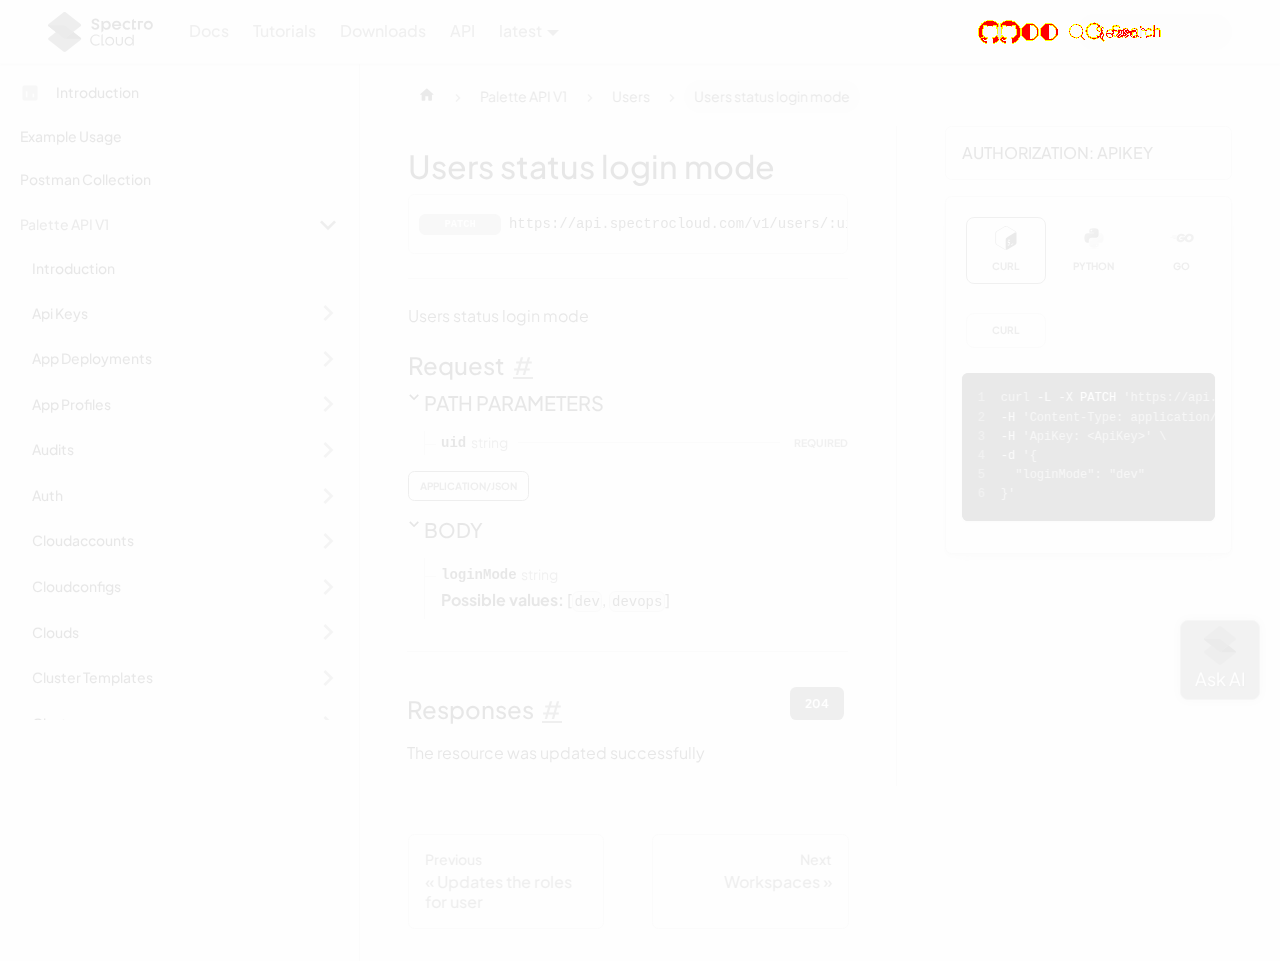 Spectro Cloud
Docs Tutorials Downloads API latest
Introduction
Example Usage
Postman Collection
Palette API V1
Introduction
Api Keys
App Deployments
App Profiles
Audits
Auth
Cloudaccounts
Cloudconfigs
Clouds
Cluster Templates
Palette API V1 Users Users status login mode
Users status login mode
PATCH https://api.spectrocloud.com/v1/users/:u
Users status login mode
Request #
PATH PARAMETERS
uid string REQUIRED
APPLICATION/JSON
BODY
loginMode string
Possible values: [dev, devops]
Responses #
204
The resource was updated successfully
Previous
« Updates the roles
for user
Next
Workspaces »
AUTHORIZATION: APIKEY
CURL PYTHON GO
CURL
1 curl -L -X PATCH 'https://api.
2 -H 'Content-Type: application/
3 -H 'ApiKey: <ApiKey>' \
4 -d '{
5 "loginMode": "dev"
6 }'
Ask AI